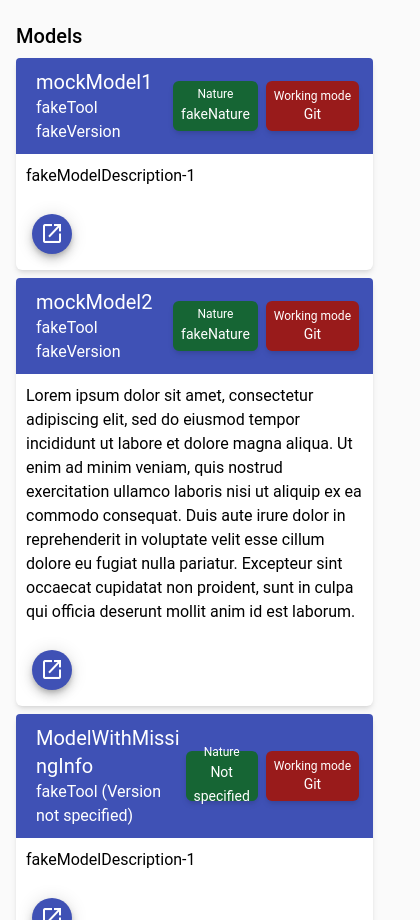 Models
mockModel1
fakeTool
fakeVersion
Nature
fakeNature
Working mode
Git
fakeModelDescription-1
mockModel2
fakeTool
fakeVersion
Nature
fakeNature
Working mode
Git
Lorem ipsum dolor sit amet, consectetur
adipiscing elit, sed do eiusmod tempor
incididunt ut labore et dolore magna aliqua. Ut
enim ad minim veniam, quis nostrud
exercitation ullamco laboris nisi ut aliquip ex ea
commodo consequat. Duis aute irure dolor in
reprehenderit in voluptate velit esse cillum
dolore eu fugiat nulla pariatur. Excepteur sint
occaecat cupidatat non proident, sunt in culpa
qui officia deserunt mollit anim id est laborum.
ModelWithMissi
ngInfo
fakeTool (Version
not specified)
Nature
Not
specified
Working mode
Git
fakeModelDescription-1